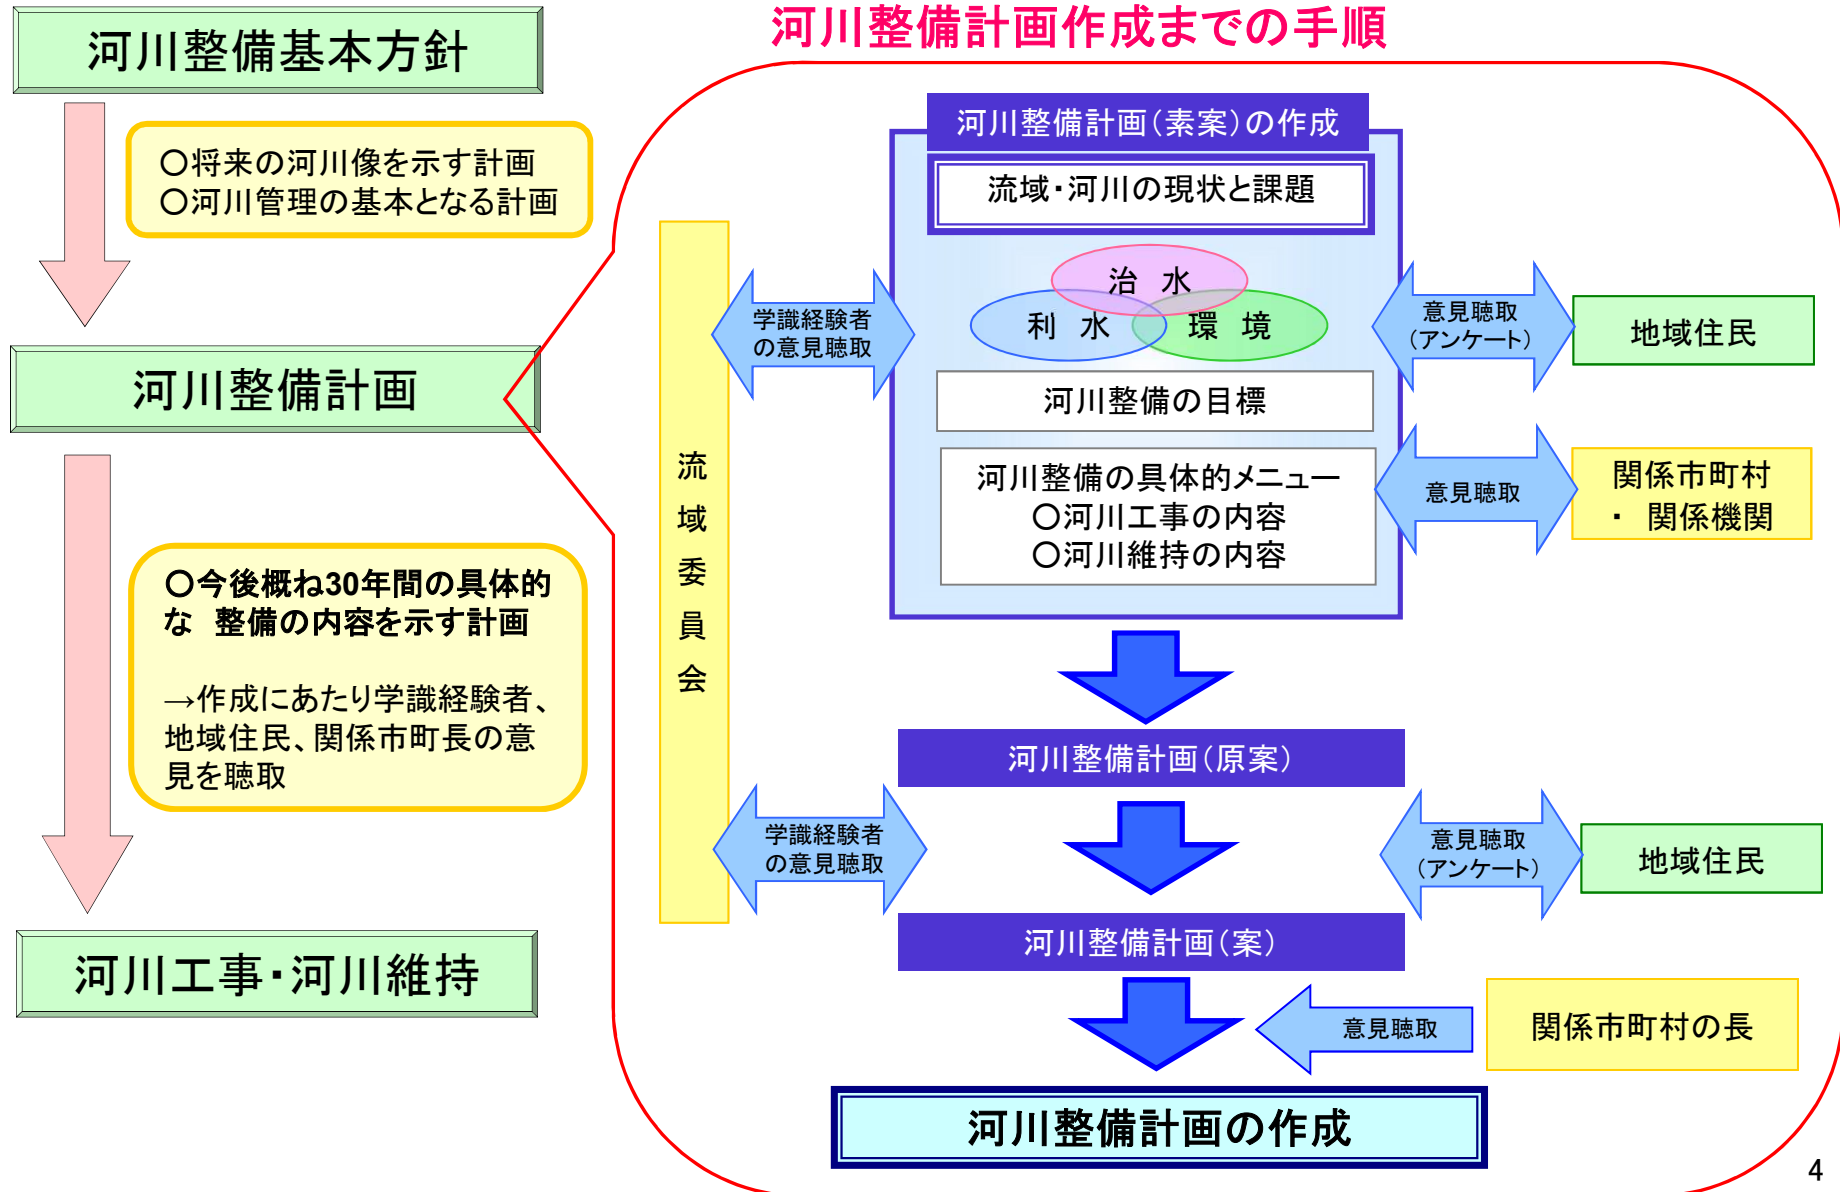 河川整備計画作成までの手順
河川整備基本方針
〇将来の河川像を示す計画
〇河川管理の基本となる計画
河川整備計画
〇今後概ね30年間の具体的
な　整備の内容を示す計画
→作成にあたり学識経験者、
地域住民、関係市町長の意
見を聴取
河川工事・河川維持
流
域
委
員
会
学識経験者
の意見聴取
河川整備計画（素案）の作成
流域・河川の現状と課題
治　水
利　水
環　境
河川整備の目標
河川整備の具体的メニュー
〇河川工事の内容
〇河川維持の内容
意見聴取
（アンケート）
地域住民
意見聴取
関係市町村
・　関係機関
河川整備計画（原案）
学識経験者
の意見聴取
意見聴取
（アンケート）
地域住民
河川整備計画（案）
意見聴取
関係市町村の長
河川整備計画の作成
4